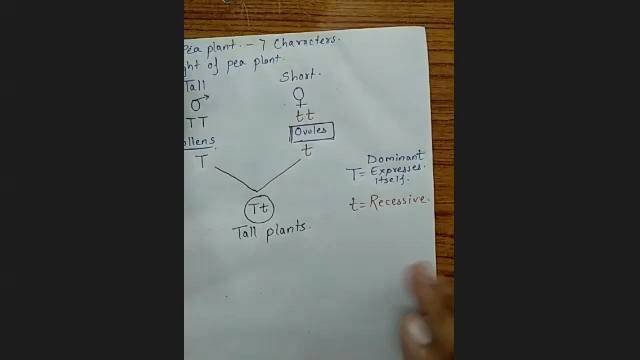 Pea plant. - 7 Characters.
ght of pea plant.
Tall
Short.
♂
♀
TT
tt
ollens
Ovules
T
t
Tt
Tall plants.
Dominant
T = Expresses
itself.
t = Recessive.